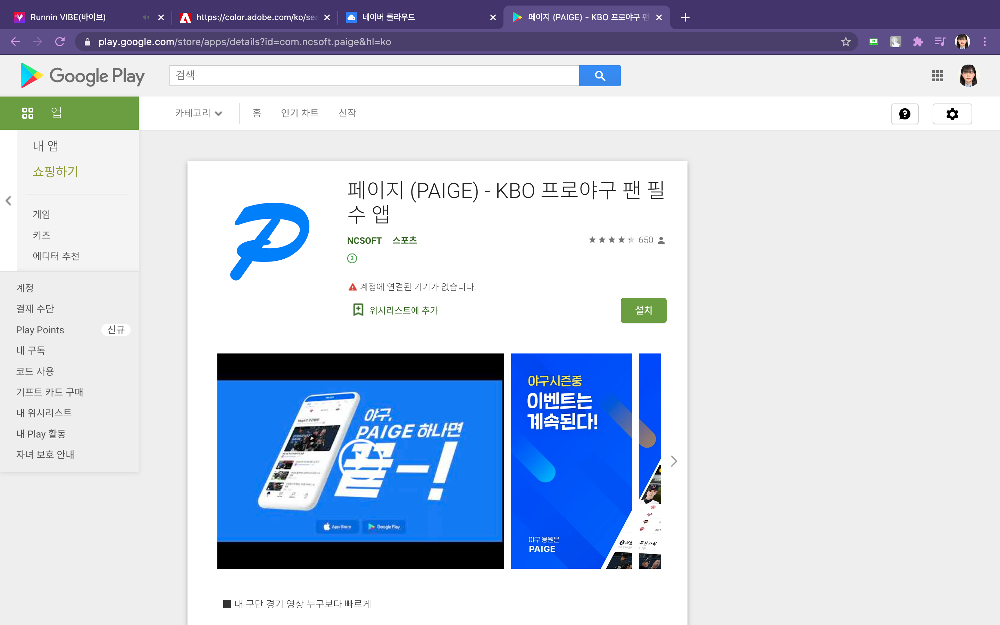 Runnin VIBE(바이브)
https://color.adobe.com/ko/sea
네이버 클라우드
페이지 (PAIGE) - KBO 프로야구 팬
play.google.com/store/apps/details?id=com.ncsoft.paige&hl=ko
Google Play
검색
앱
카테고리
홈
인기 차트
신작
내 앱
쇼핑하기
게임
키즈
에디터 추천
계정
결제 수단
Play Points 신규
내 구독
코드 사용
기프트 카드 구매
내 위시리스트
내 Play 활동
자녀 보호 안내
페이지 (PAIGE) - KBO 프로야구 팬 필
수 앱
NCSOFT 스포츠
650
3
계정에 연결된 기기가 없습니다.
위시리스트에 추가
설치
야구,
PAIGE 하나면
끝-!
App Store
Google Play
야구시즌중
이벤트는
계속된다!
야구 응원은
PAIGE
두산 소식
■ 내 구단 경기 영상 누구보다 빠르게